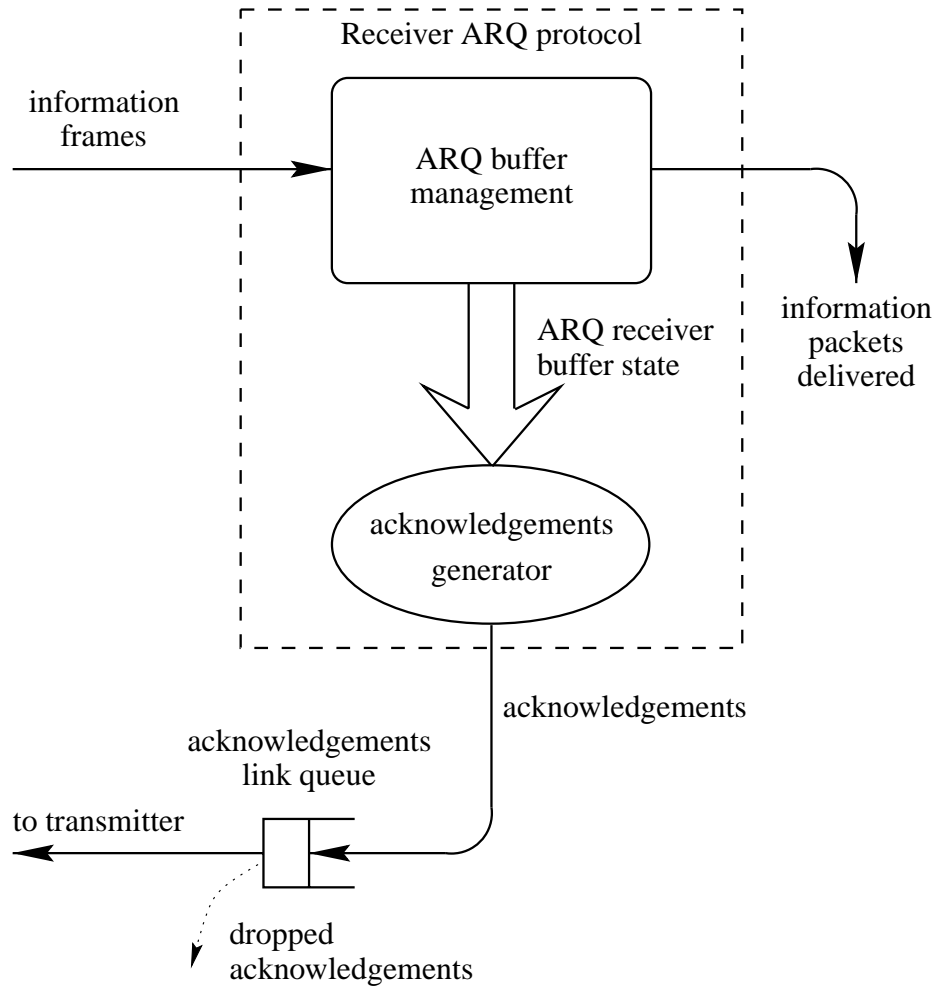 Receiver ARQ protocol
information
frames
ARQ buffer
management
ARQ receiver
buffer state
information
packets
delivered
acknowledgements
generator
acknowledgements
acknowledgements
link queue
to transmitter
dropped
acknowledgements